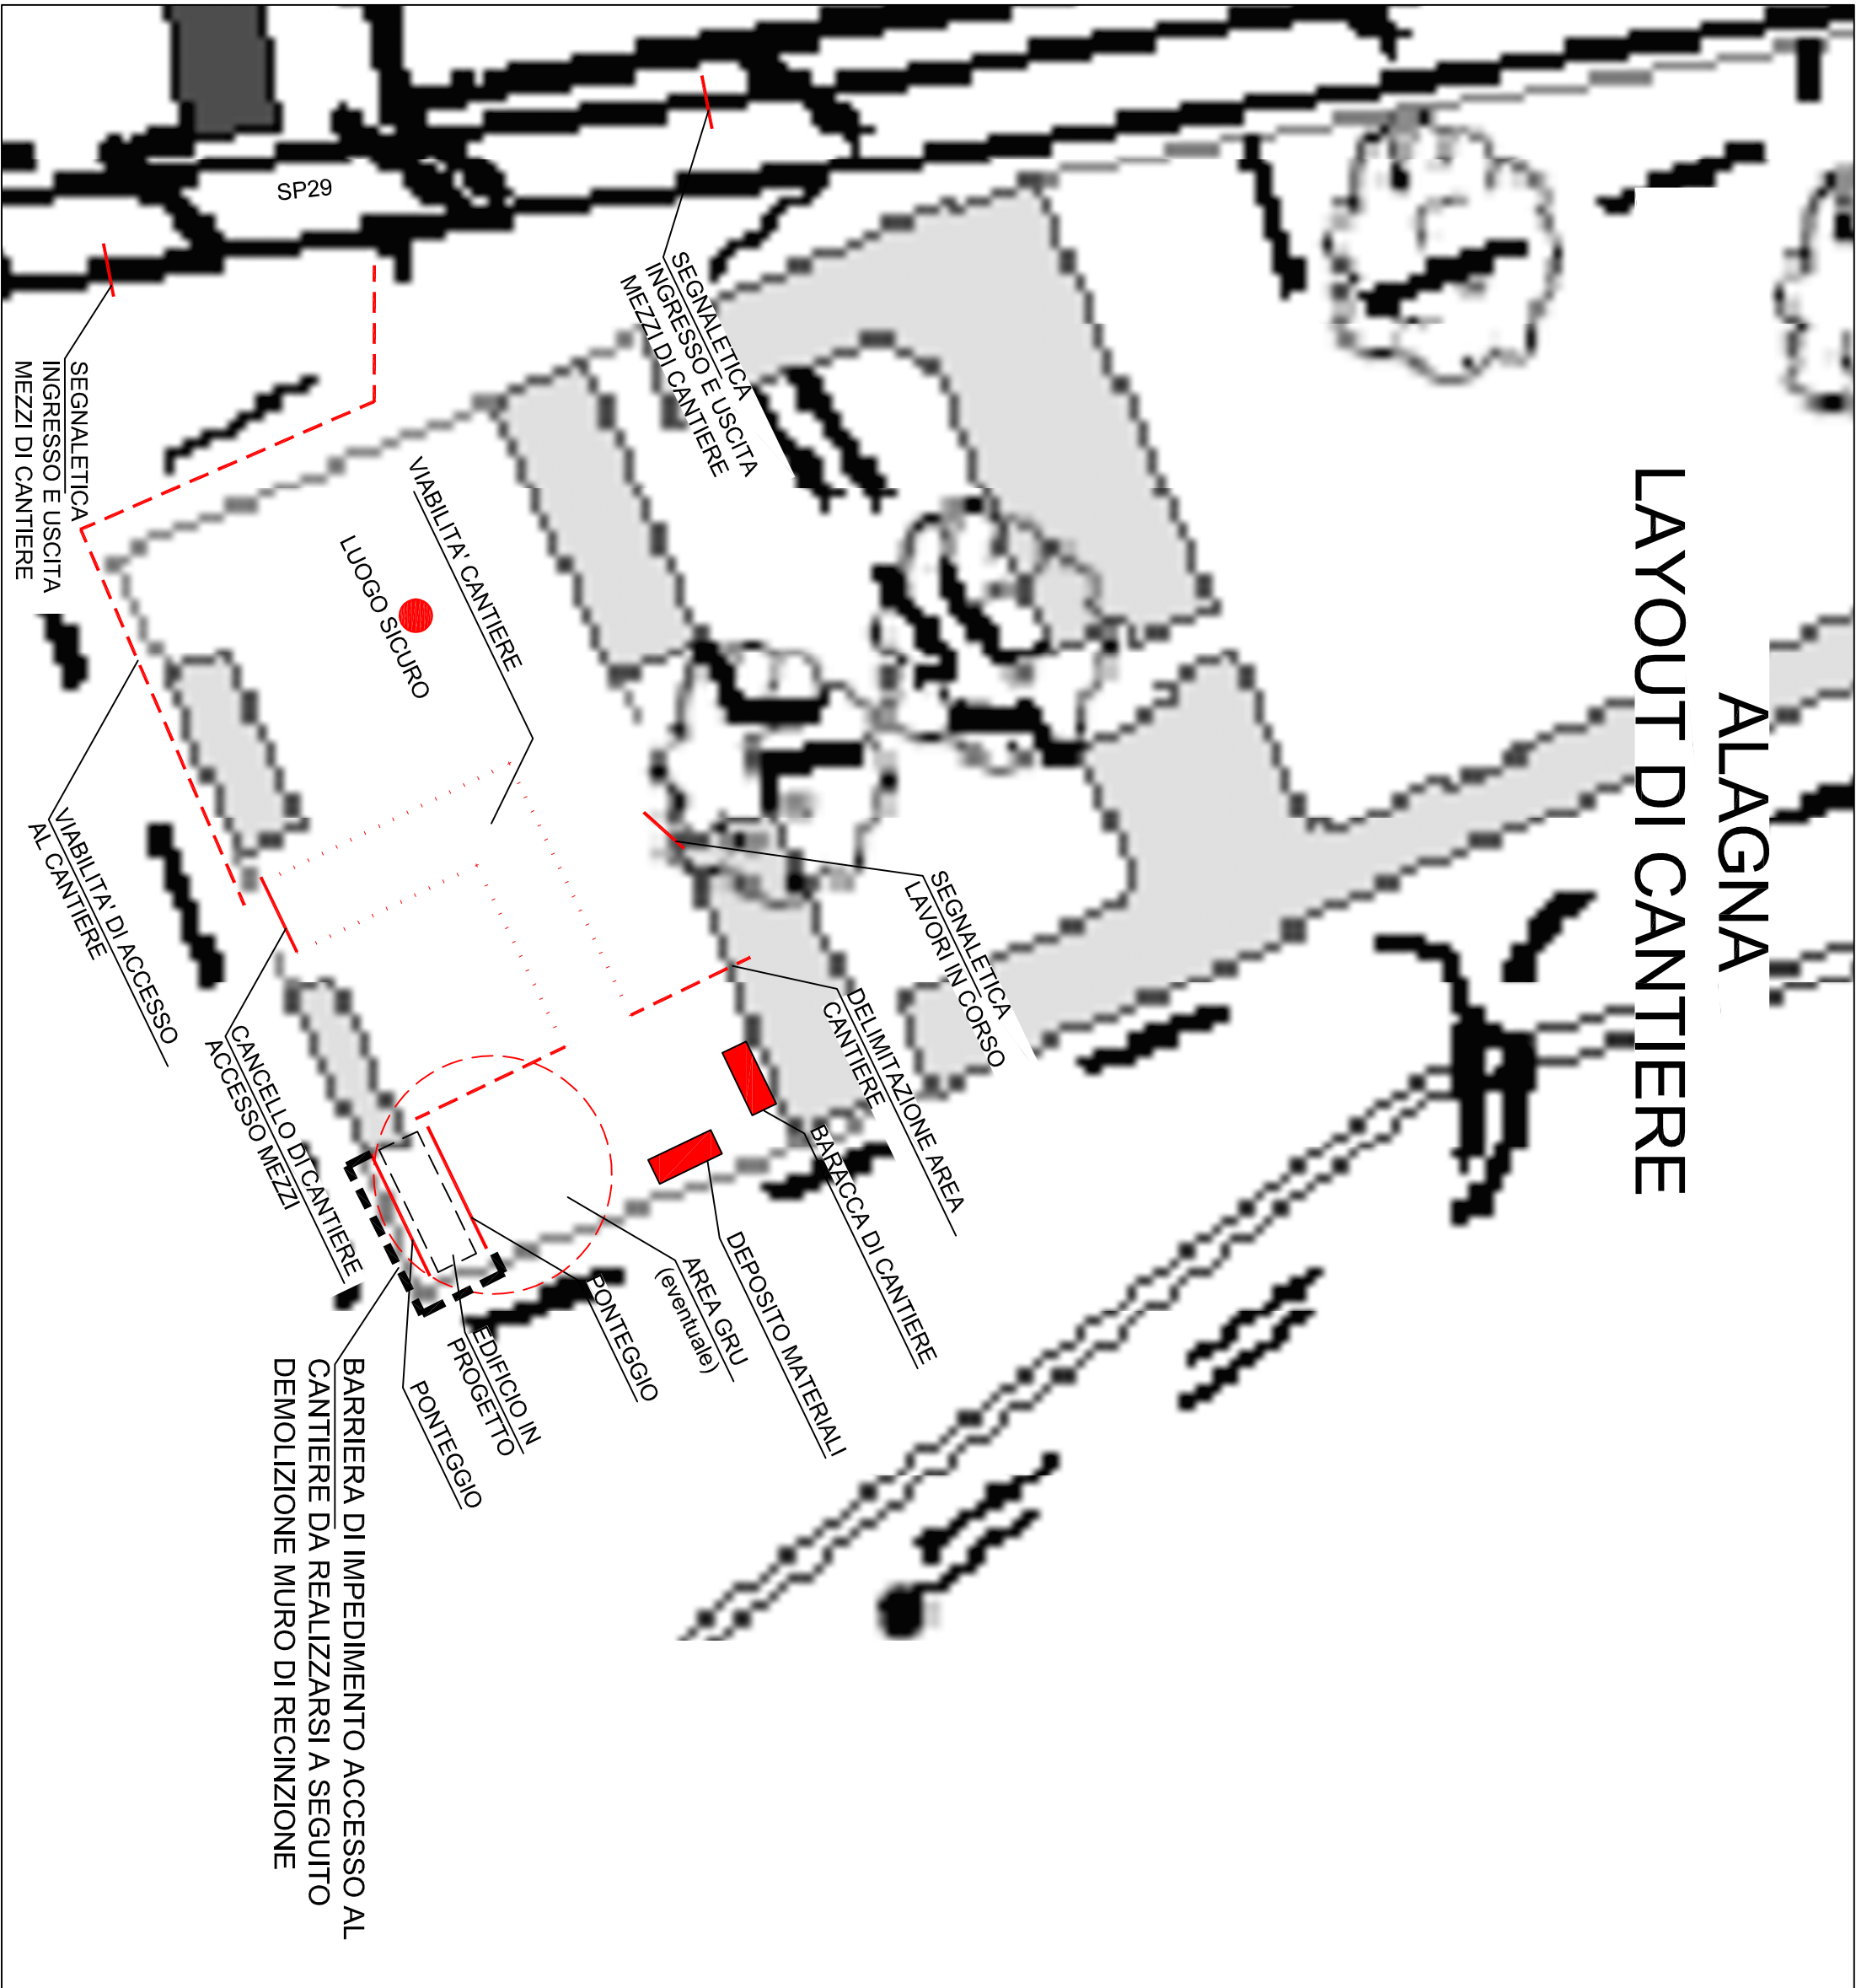 ALAGNA
LAYOUT DI CANTIERE
SP29
SEGNALETICA
INGRESSO E USCITA
MEZZI DI CANTIERE
SEGNALETICA
INGRESSO E USCITA
MEZZI DI CANTIERE
VIABILITA' CANTIERE
LUOGO SICURO
VIABILITA' DI ACCESSO
AL CANTIERE
SEGNALETICA
LAVORI IN CORSO
DELIMITAZIONE AREA
CANTIERE
CANCELLO DI CANTIERE
ACCESSO MEZZI
BARACCA DI CANTIERE
DEPOSITO MATERIALI
AREA GRU
(eventuale)
PONTEGGIO
EDIFICIO IN
PROGETTO
PONTEGGIO
BARRIERA DI IMPEDIMENTO ACCESSO AL
CANTIERE DA REALIZZARSI A SEGUITO
DEMOLIZIONE MURO DI RECINZIONE